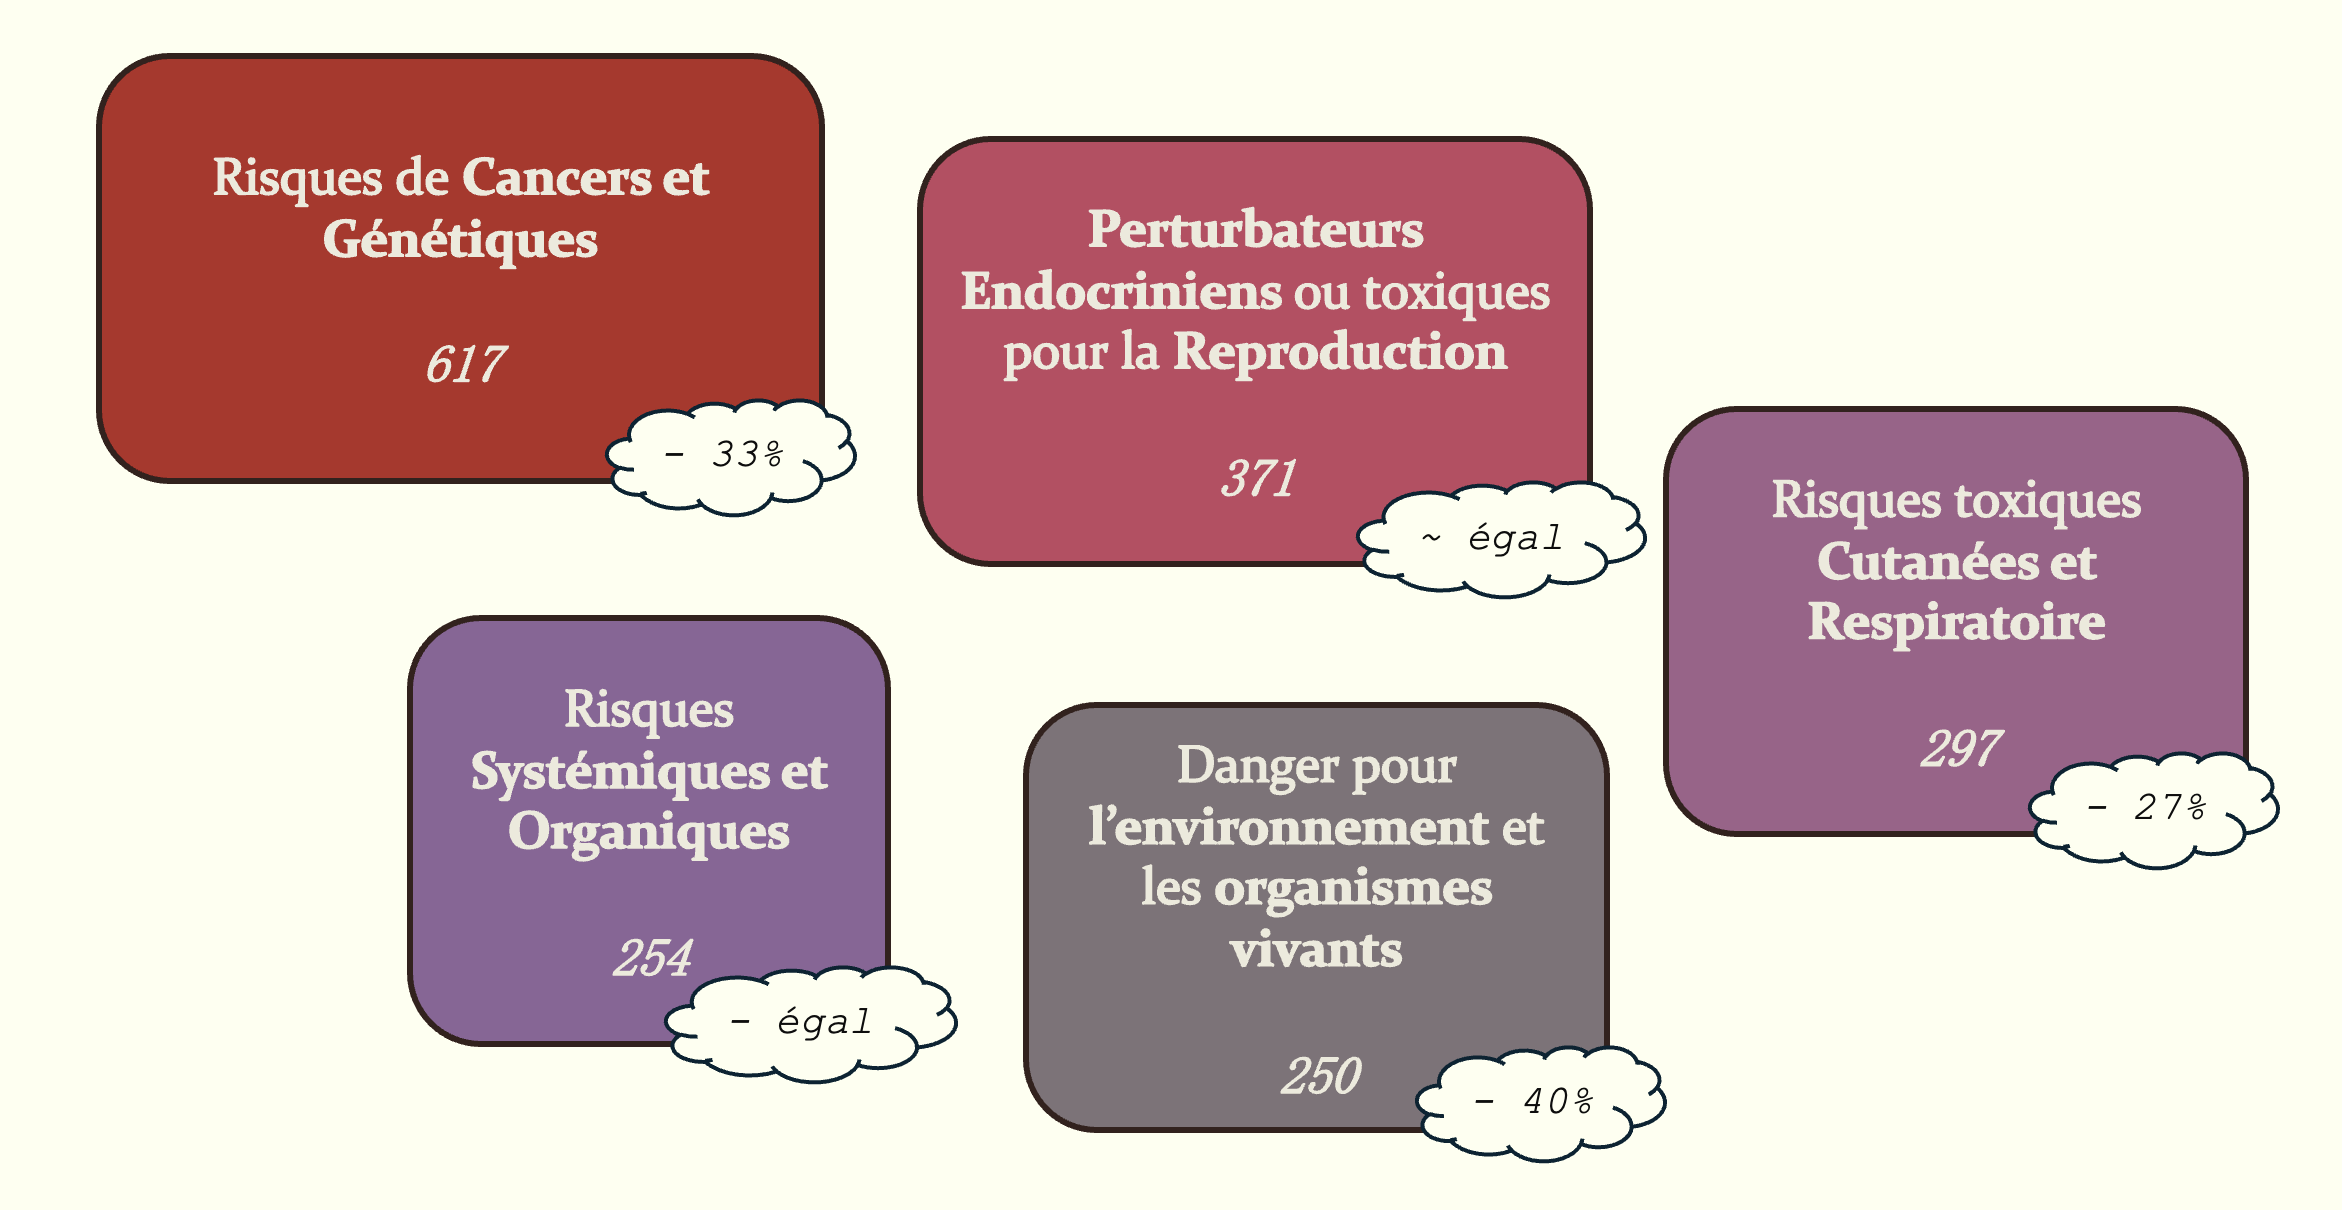 Risques de Cancers et
Génétiques
617
- 33%
Perturbateurs
Endocriniens ou toxiques
pour la Reproduction
371
~ égal
Risques toxiques
Cutanées et
Respiratoire
297
- 27%
Risques
Systémiques et
Organiques
254
- égal
Danger pour
l’environnement et
les organismes
vivants
250
- 40%